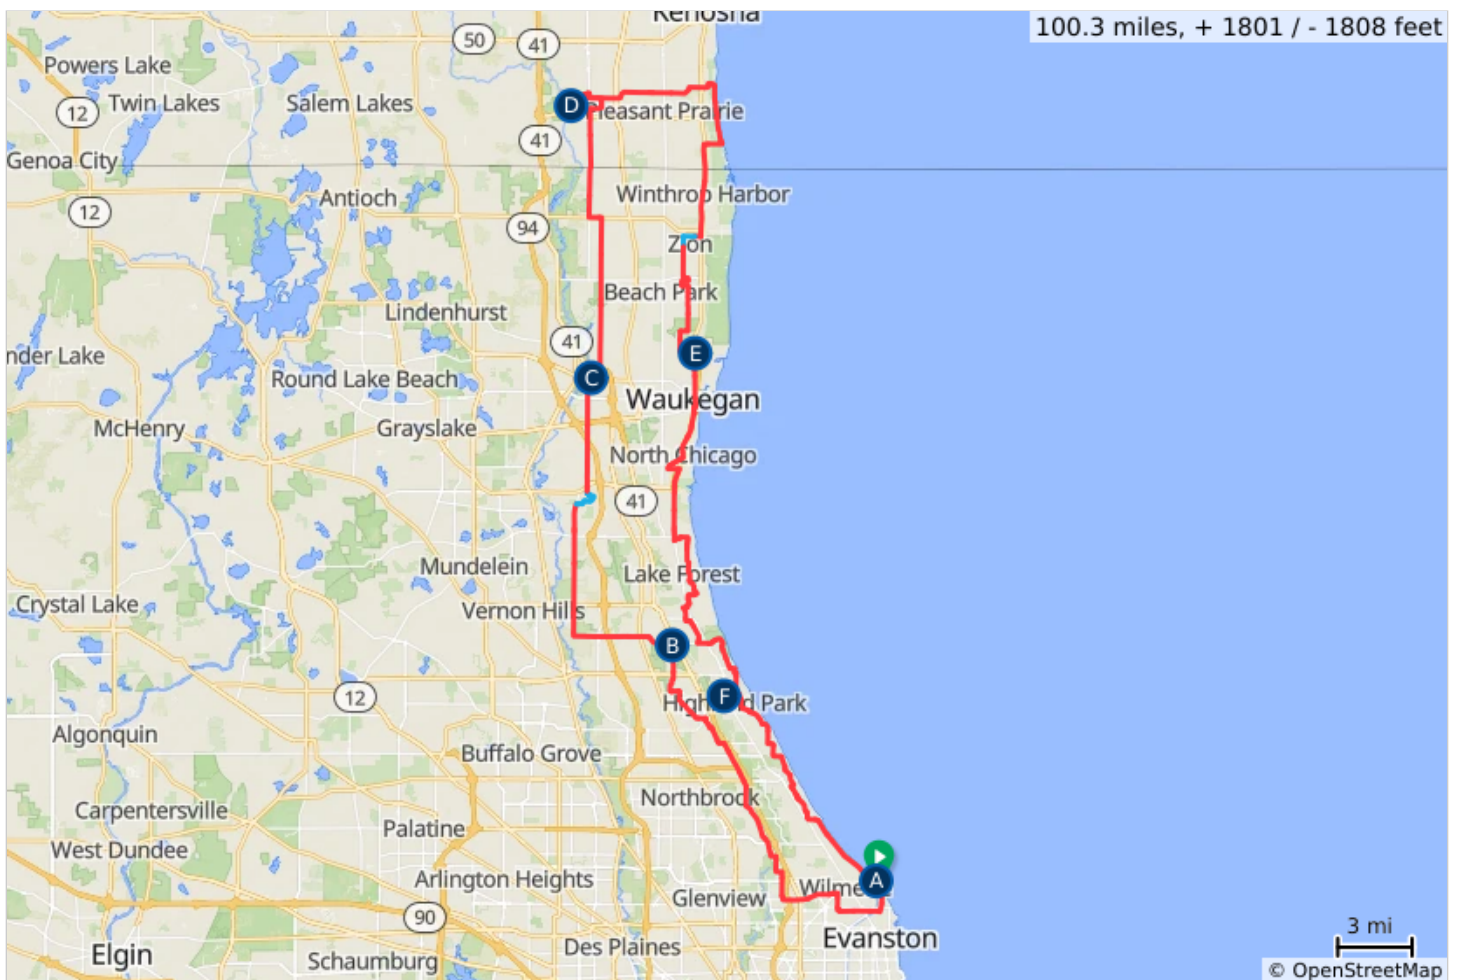 Kenosha
100.3 miles, + 1801 / - 1808 feet
50
41
Powers Lake
12
Twin Lakes
Salem Lakes
D
Pleasant Prairie
41
Genoa City
Antioch
Winthrop Harbor
12
94
Zion
Beach Park
Lindenhurst
41
E
nder Lake
Round Lake Beach
C
Waukegan
McHenry
Grayslake
North Chicago
41
Mundelein
Lake Forest
Crystal Lake
Vernon Hills
B
12
F
Highland Park
Algonquin
Buffalo Grove
Northbrook
Carpentersville
Palatine
West Dundee
Arlington Heights
A
Wilmette
Glenview
90
3 mi
Elgin
Des Plaines
Evanston
Schaumburg
© OpenStreetMap